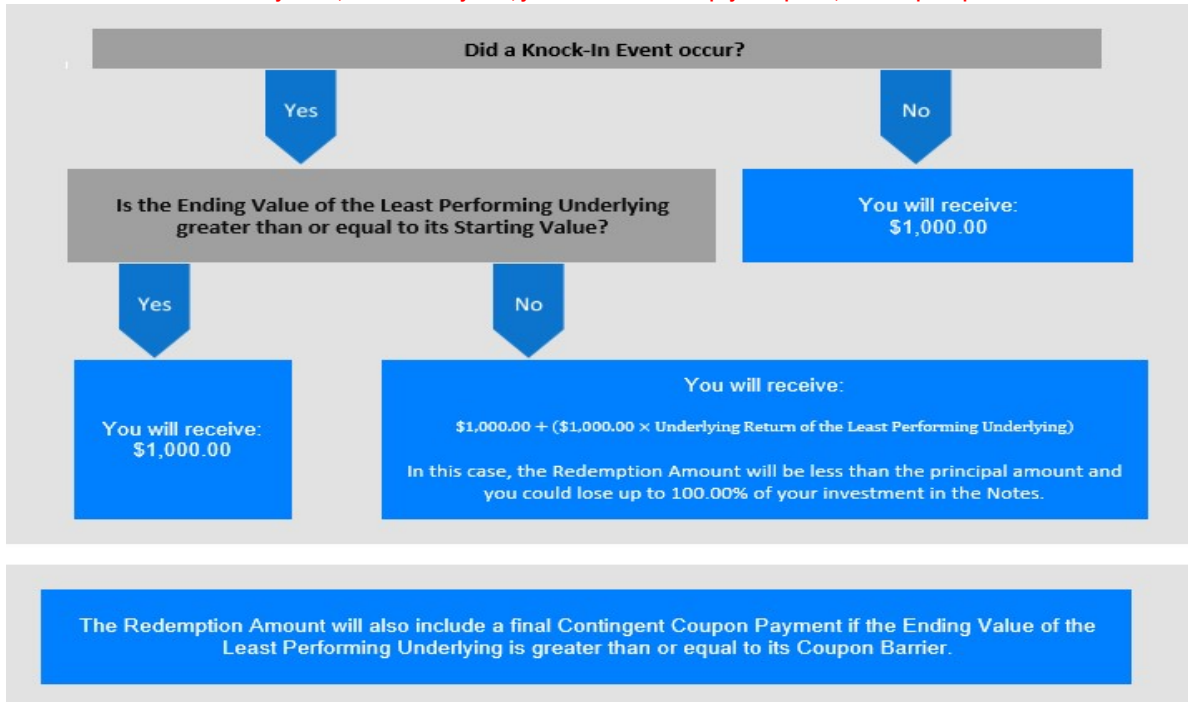 Did a Knock-In Event occur?
Yes
No
Is the Ending Value of the Least Performing Underlying
greater than or equal to its Starting Value?
You will receive:
$1,000.00
Yes
No
You will receive:
$1,000.00
You will receive:
$1,000.00 + ($1,000.00 × Underlying Return of the Least Performing Underlying)
In this case, the Redemption Amount will be less than the principal amount and
you could lose up to 100.00% of your investment in the Notes.
The Redemption Amount will also include a final Contingent Coupon Payment if the Ending Value of the
Least Performing Underlying is greater than or equal to its Coupon Barrier.